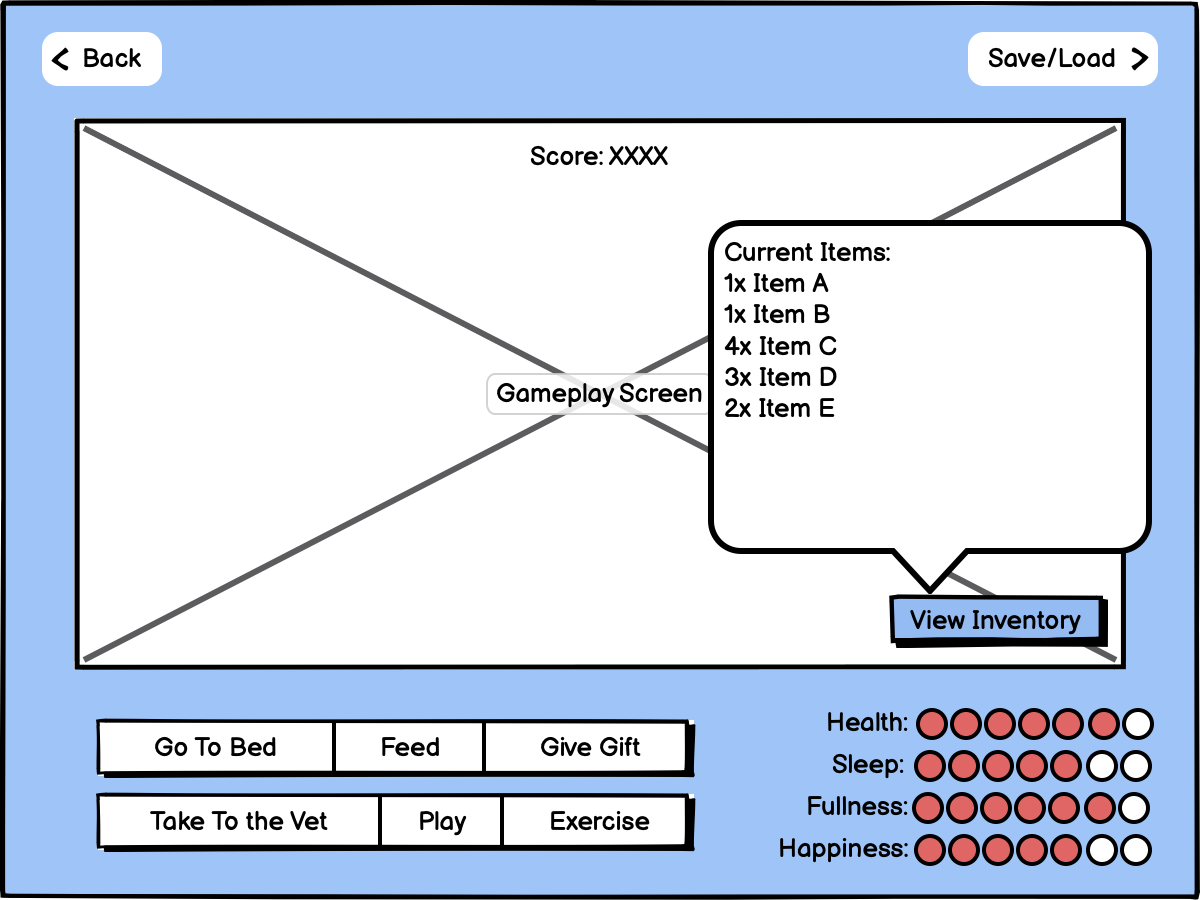 Back
Save/Load
Score: XXXX
Current Items:
1x Item A
1x Item B
4x Item C
3x Item D
2x Item E
Gameplay Screen
View Inventory
Go To Bed
Feed
Give Gift
Take To the Vet
Play
Exercise
Health:
Sleep:
Fullness:
Happiness: